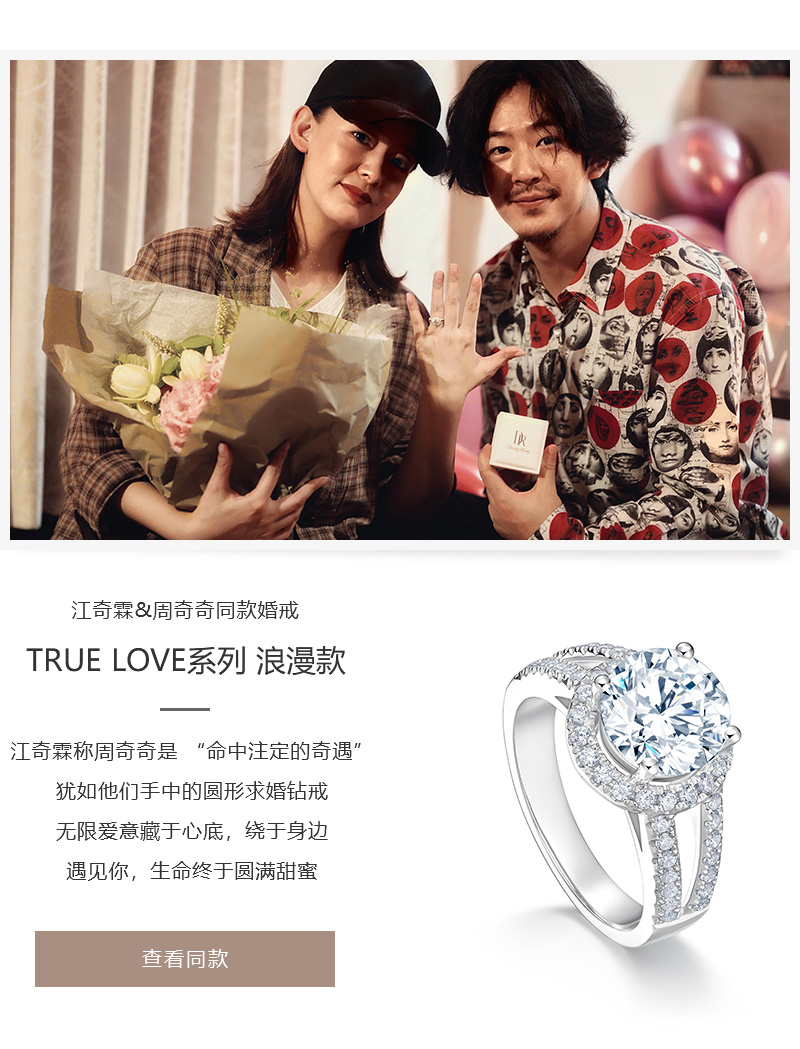 DR
江奇霖&周奇奇同款婚戒
TRUE LOVE系列 浪漫款
江奇霖称周奇奇是 “命中注定的奇遇”
犹如他们手中的圆形求婚钻戒
无限爱意藏于心底，绕于身边
遇见你，生命终于圆满甜蜜
查看同款